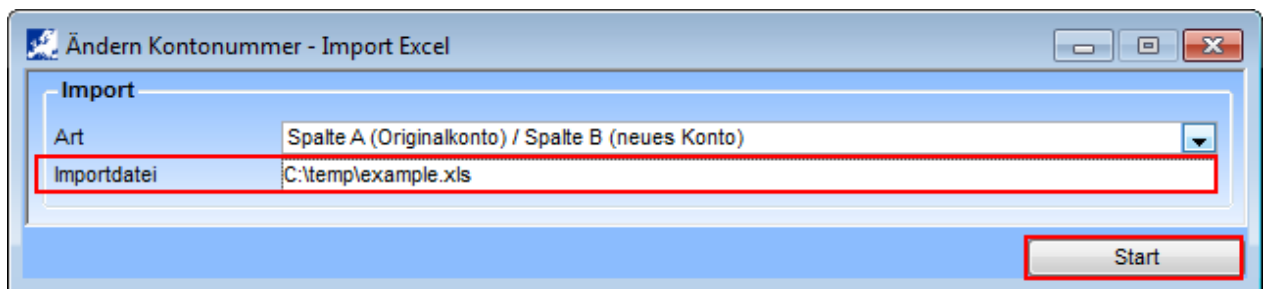 Ändern Kontonummer - Import Excel
Import
Art Spalte A (Originalkonto) / Spalte B (neues Konto)
Importdatei C:\temp\example.xls
Start